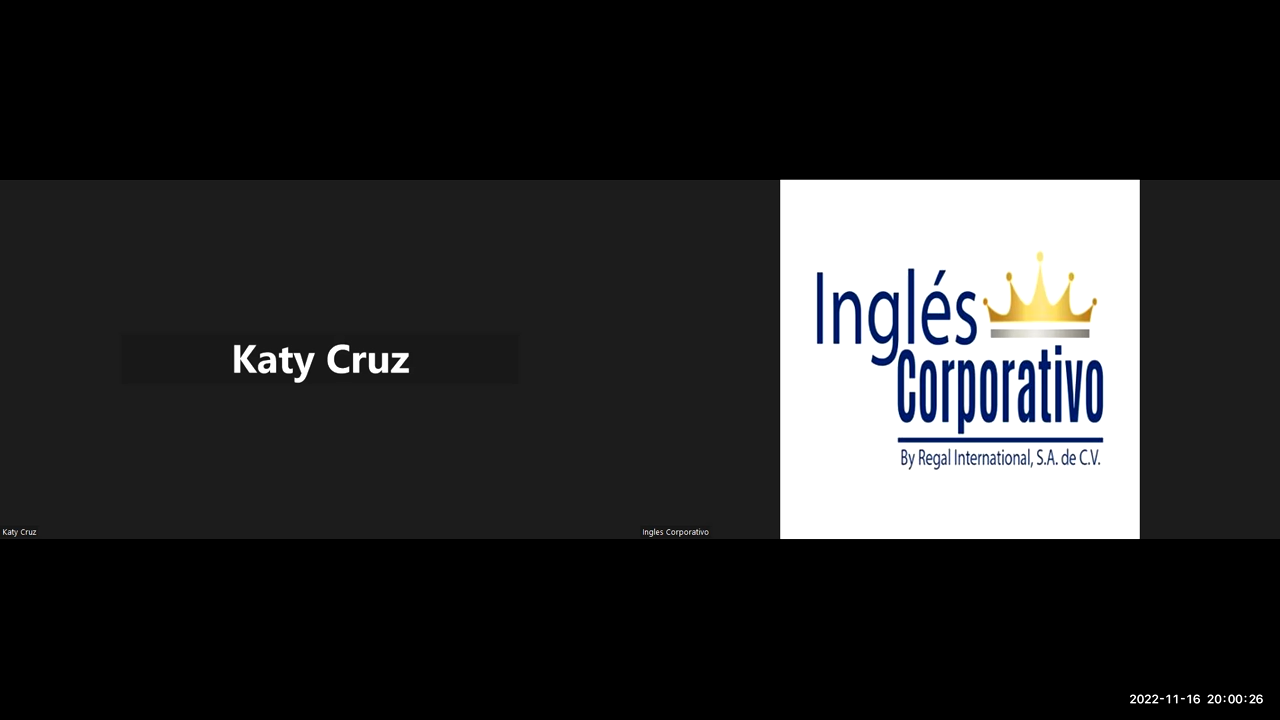 Katy Cruz
Inglés
Corporativo
By Regal International, S.A. de C.V.
Katy Cruz
Ingles Corporativo
2022-11-16 20:00:26